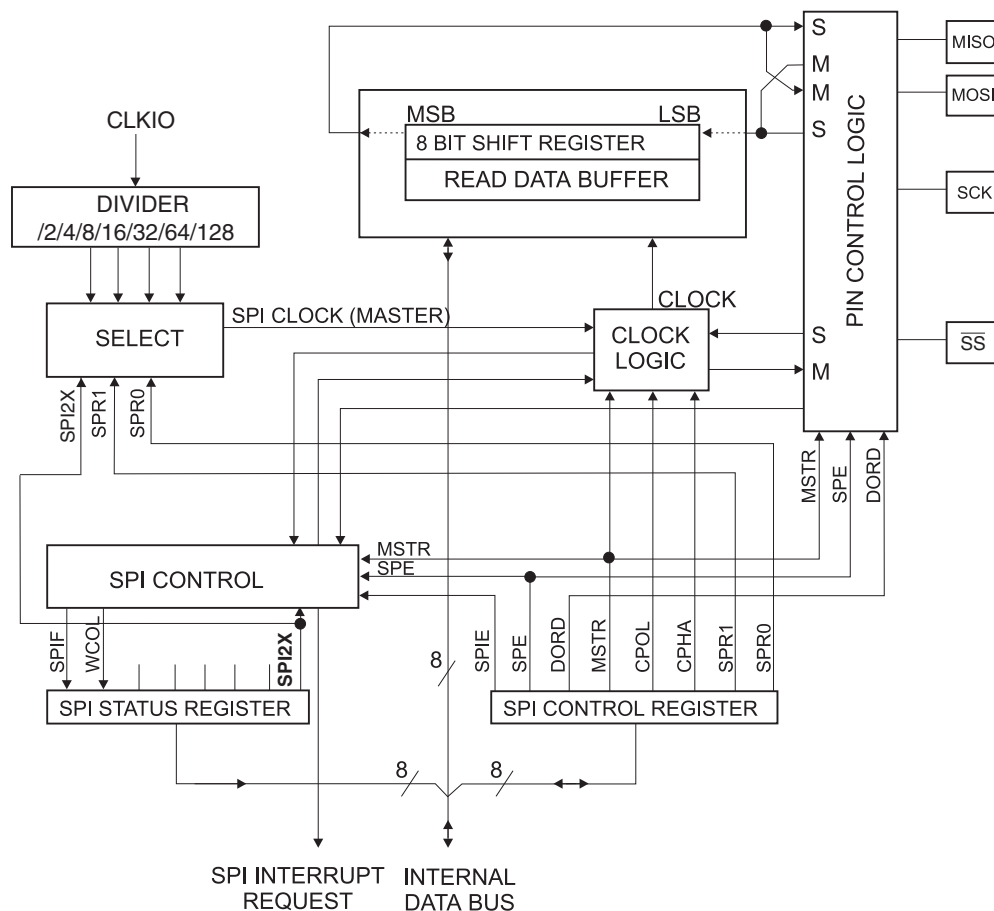 S
MISO
M
MSB
LSB
M
MOSI
CLKIO
8 BIT SHIFT REGISTER
S
READ DATA BUFFER
PIN CONTROL LOGIC
SCK
DIVIDER
/2/4/8/16/32/64/128
SPI CLOCK (MASTER)
CLOCK
SELECT
CLOCK
LOGIC
S
SS
M
SPI2X
SPR1
SPR0
MSTR
SPE
DORD
MSTR
SPE
SPI CONTROL
SPIF
WCOL
SPI2X
8
SPIE
SPE
DORD
MSTR
CPOL
CPHA
SPR1
SPR0
SPI STATUS REGISTER
SPI CONTROL REGISTER
8
8
SPI INTERRUPT
REQUEST
INTERNAL
DATA BUS